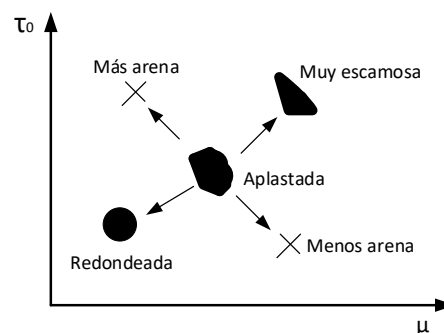 τ₀
Más arena
Muy escamosa
Aplastada
Redondeada
Menos arena
μ